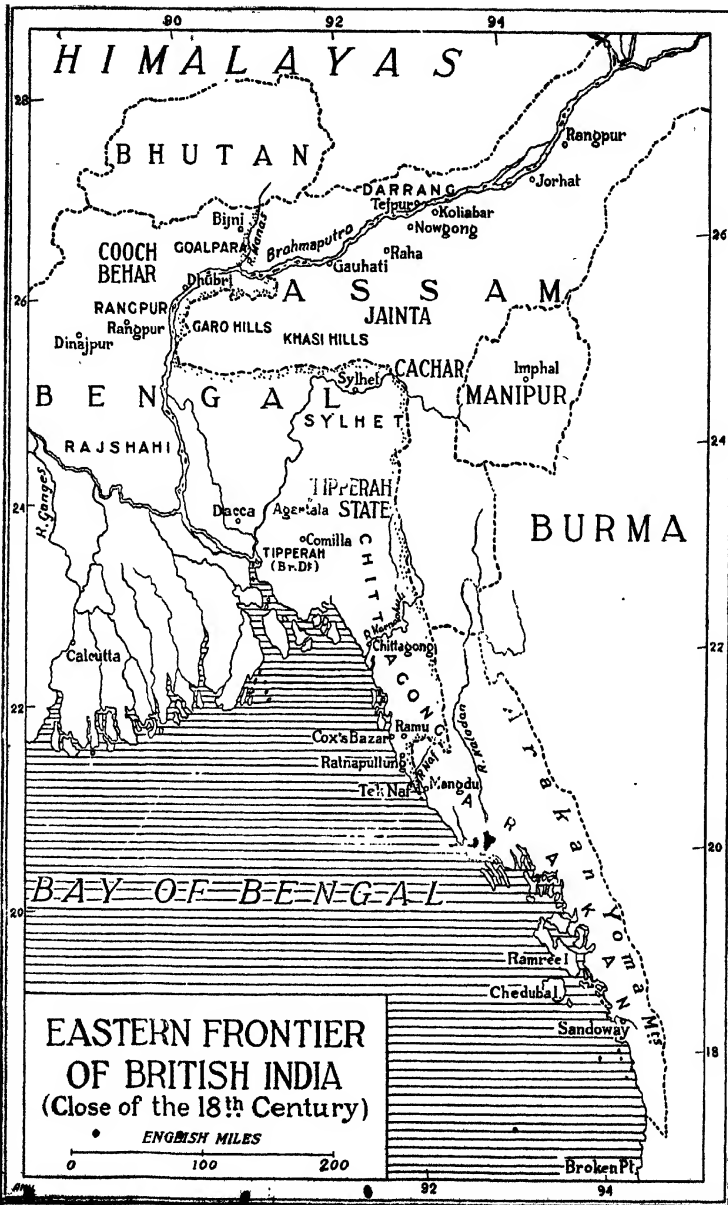 90 92 94
HIMALAYAS
28
BHUTAN
Rangpur
DARRANG
Tejpur
Jorhat
Koliabar
Bijni
Nowgong
R. Manas
26
COOCH
BEHAR
GOALPARA
Brahmaputra
Raha
Gauhati
Dhubri
26
ASSAM
RANGPUR
Rangpur
GARO HILLS
JAINTA
KHASI HILLS
Dinajpur
CACHAR
Imphal
Sylhet
MANIPUR
BENGAL
SYLHET
24
RAJSHAHI
R. Ganges
TIPPERAH
STATE
24
Dacca
Agertala
BURMA
Comilla
TIPPERAH
(Br. Dt)
CHITTAGONG
Chittagong
Calcutta
22
22
R. Kaladan
Ramu
Cox's Bazar
Ratnapullung
R. Naf
Tek Naf
Mangdu
ARAKAN
Arakan Yoma Mts
20
BAY OF BENGAL
20
Ramree I
Cheduba I
Sandoway
18
EASTERN FRONTIER
OF BRITISH INDIA
(Close of the 18th Century)
ENGLISH MILES
0 100 200
Broken Pt.
92 94